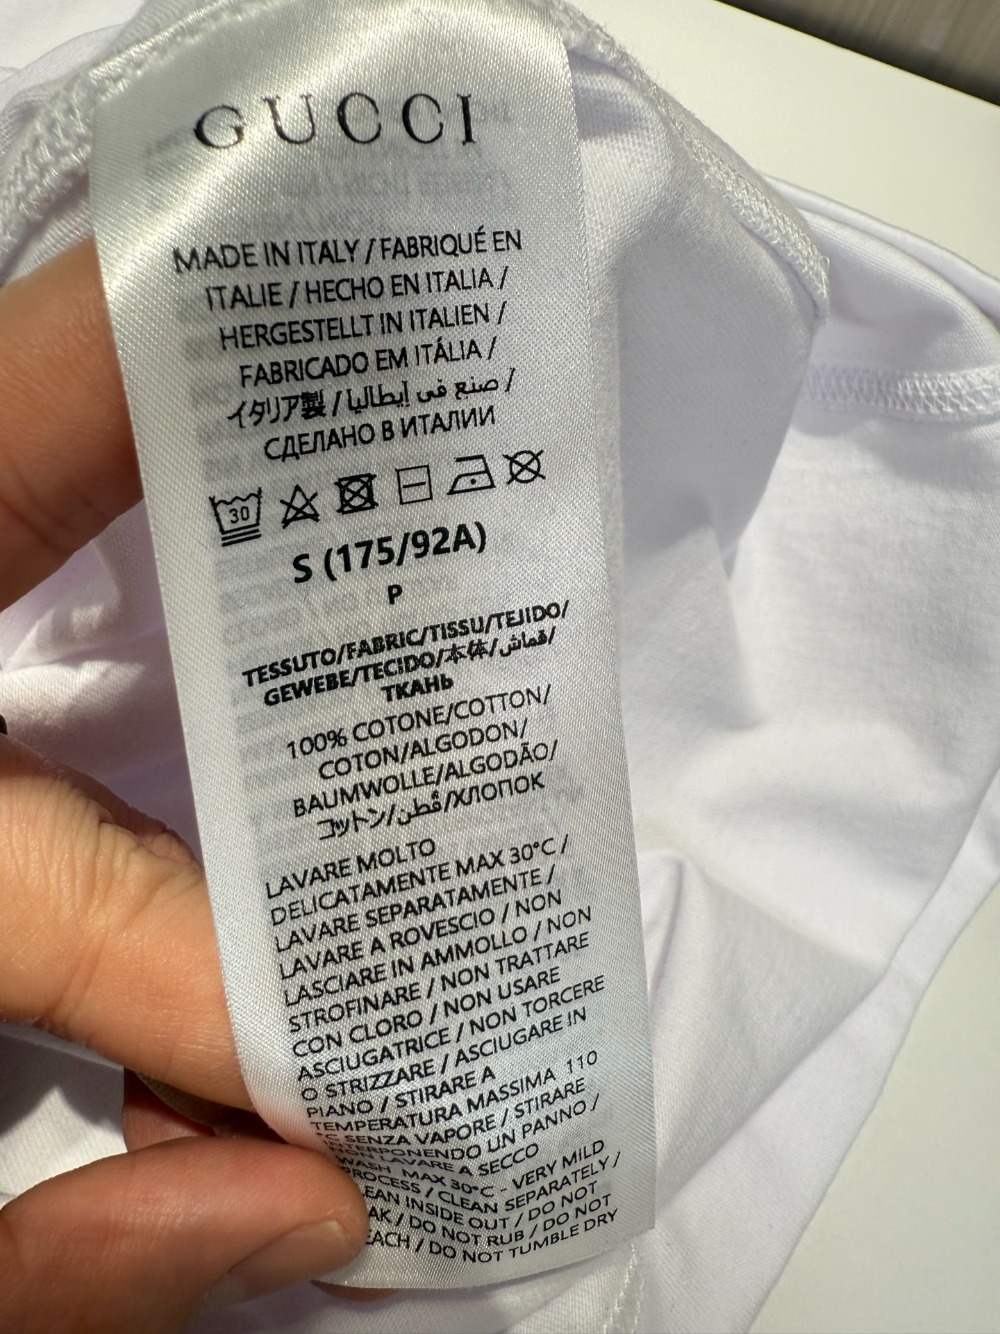 GUCCI
MADE IN ITALY / FABRIQUÉ EN
ITALIE / HECHO EN ITALIA /
HERGESTELLT IN ITALIEN /
FABRICADO EM ITÁLIA /
イタリア製 / صنع في إيطاليا /
СДЕЛАНО В ИТАЛИИ
30
S (175/92A)
P
TESSUTO/FABRIC/TISSU/TEJIDO/
GEWEBE/TECIDO/本体/قماش/
ТКАНЬ
100% COTONE/COTTON/
COTON/ALGODON/
BAUMWOLLE/ALGODÃO/
コットン/قُطن/ХЛОПОК
LAVARE MOLTO
DELICATAMENTE MAX 30°C /
LAVARE SEPARATAMENTE /
LAVARE A ROVESCIO / NON
LASCIARE IN AMMOLLO / NON
STROFINARE / NON TRATTARE
CON CLORO / NON USARE
ASCIUGATRICE / NON TORCERE
O STRIZZARE / ASCIUGARE IN
PIANO / STIRARE A
TEMPERATURA MASSIMA 110
°C SENZA VAPORE / STIRARE
INTERPONENDO UN PANNO /
NON LAVARE A SECCO
WASH MAX 30°C - VERY MILD
PROCESS / CLEAN SEPARATELY /
INSIDE OUT / DO NOT
/ DO NOT RUB / DO NOT
/ DO NOT TUMBLE DRY